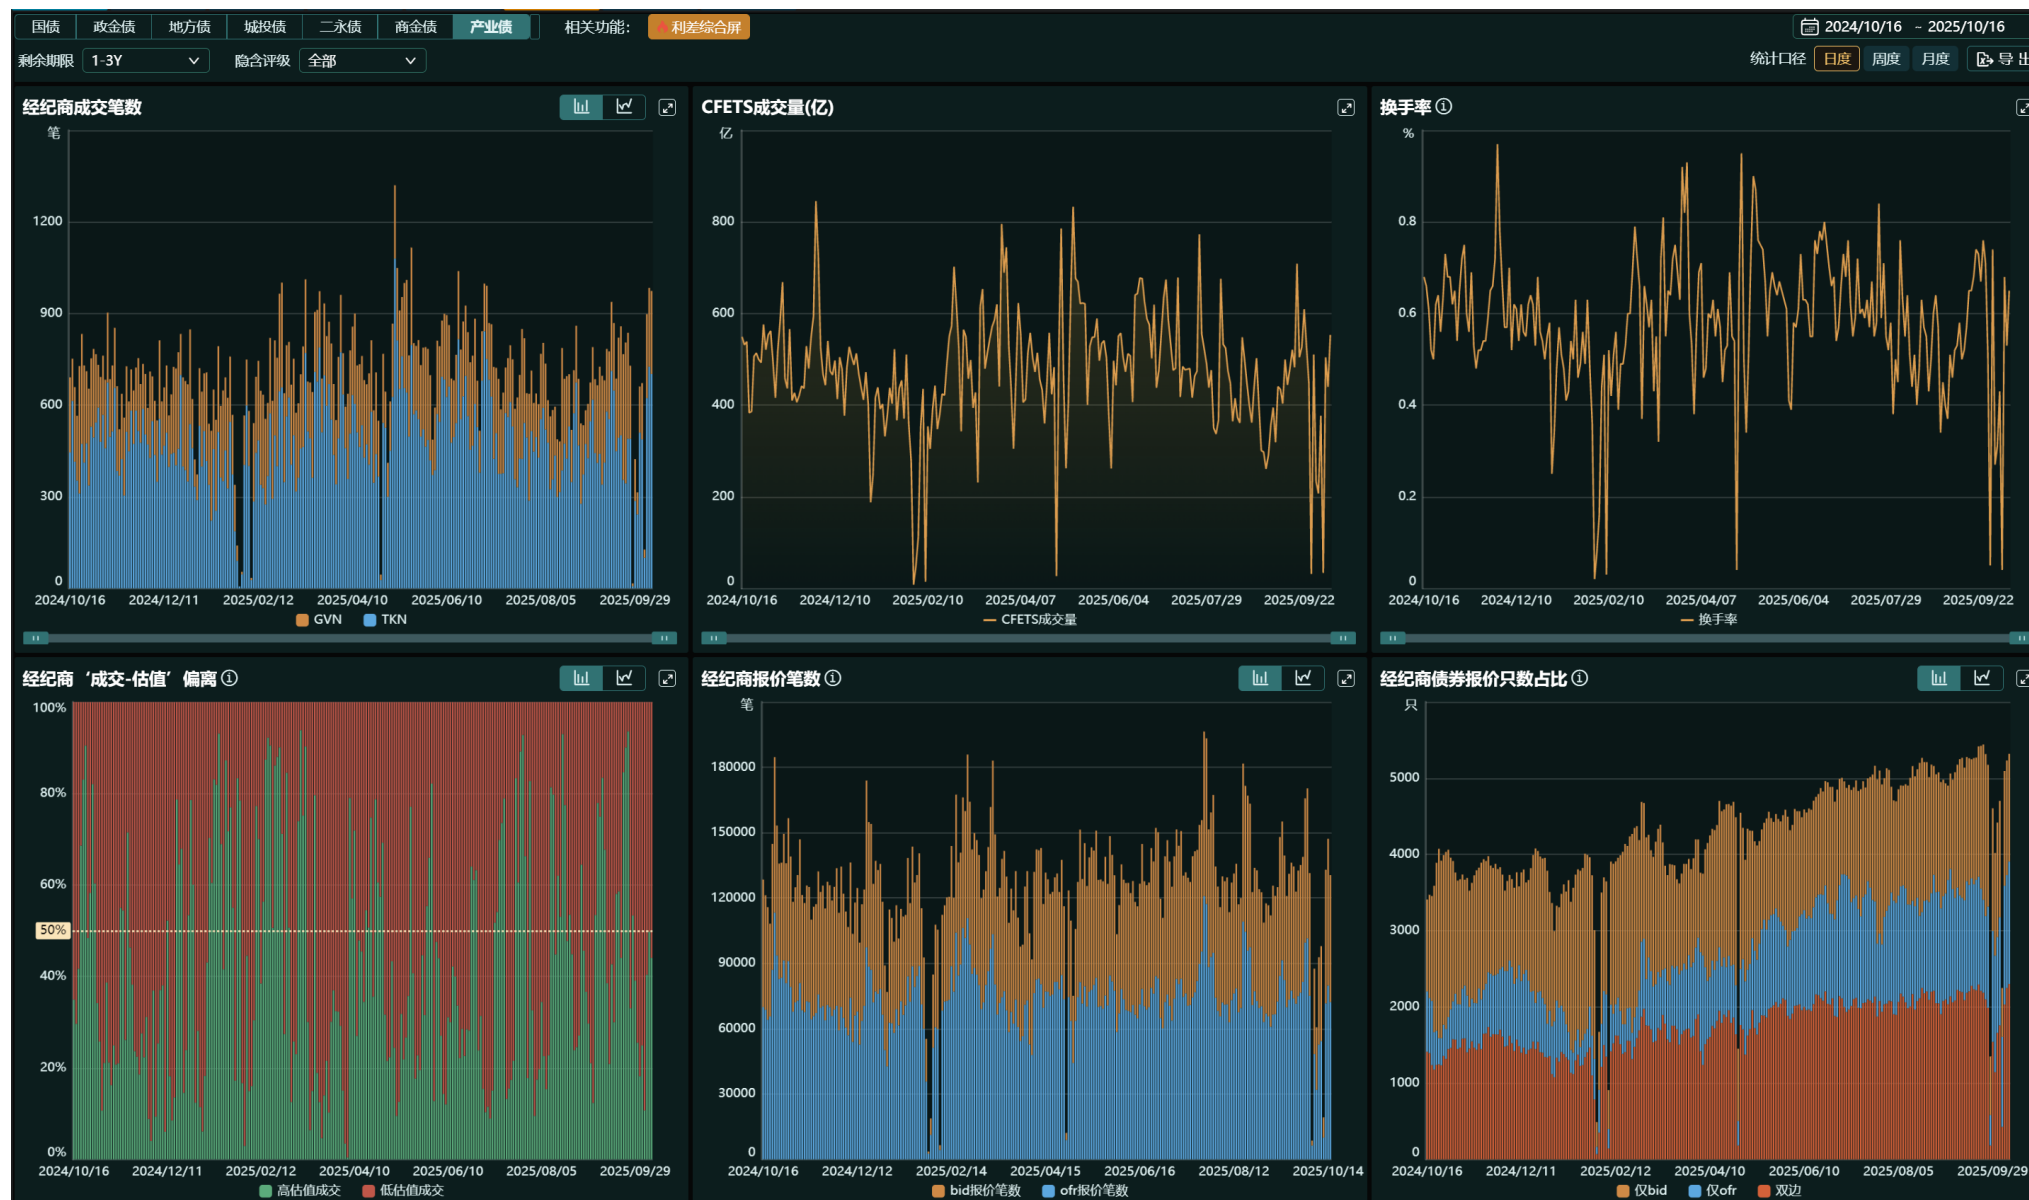 国债 政金债 地方债 城投债 二永债 商金债 产业债 相关功能： 利差综合屏 2024/10/16 ~ 2025/10/16
剩余期限 1-3Y 隐含评级 全部 统计口径 日度 周度 月度 导 出
经纪商成交笔数
笔
1200
900
600
300
0
2024/10/16 2024/12/11 2025/02/12 2025/04/10 2025/06/10 2025/08/05 2025/09/29
GVN TKN
CFETS成交量(亿)
亿
800
600
400
200
0
2024/10/16 2024/12/10 2025/02/10 2025/04/07 2025/06/04 2025/07/29 2025/09/22
CFETS成交量
换手率
%
0.8
0.6
0.4
0.2
0
2024/10/16 2024/12/10 2025/02/10 2025/04/07 2025/06/04 2025/07/29 2025/09/22
换手率
经纪商‘成交-估值’偏离
100%
80%
60%
50%
40%
20%
0%
2024/10/16 2024/12/11 2025/02/12 2025/04/10 2025/06/10 2025/08/05 2025/09/29
高估值成交 低估值成交
经纪商报价笔数
笔
180000
150000
120000
90000
60000
30000
0
2024/10/16 2024/12/12 2025/02/14 2025/04/15 2025/06/16 2025/08/12 2025/10/14
bid报价笔数 ofr报价笔数
经纪商债券报价只数占比
只
5000
4000
3000
2000
1000
0
2024/10/16 2024/12/11 2025/02/12 2025/04/10 2025/06/10 2025/08/05 2025/09/29
仅bid 仅ofr 双边